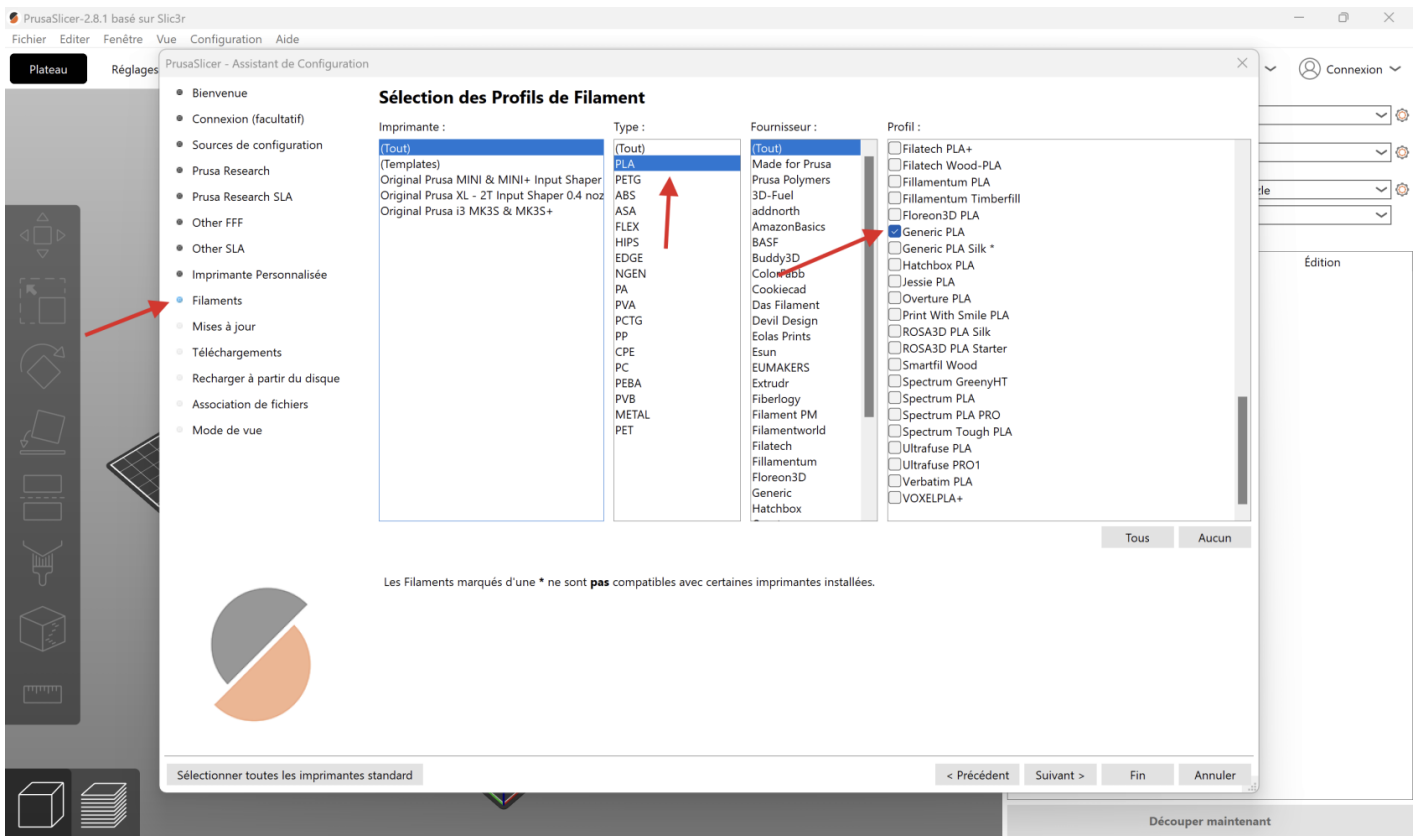 PrusaSlicer-2.8.1 basé sur Slic3r
Fichier Editer Fenêtre Vue Configuration Aide
Plateau
Réglages
Connexion
PrusaSlicer - Assistant de Configuration
Bienvenue
Connexion (facultatif)
Sources de configuration
Prusa Research
Prusa Research SLA
Other FFF
Other SLA
Imprimante Personnalisée
Filaments
Mises à jour
Téléchargements
Recharger à partir du disque
Association de fichiers
Mode de vue
Sélection des Profils de Filament
Imprimante :
(Tout)
(Templates)
Original Prusa MINI & MINI+ Input Shaper
Original Prusa XL - 2T Input Shaper 0.4 noz
Original Prusa i3 MK3S & MK3S+
Type :
(Tout)
PLA
PETG
ABS
ASA
FLEX
HIPS
EDGE
NGEN
PA
PVA
PCTG
PP
CPE
PC
PEBA
PVB
METAL
PET
Fournisseur :
(Tout)
Made for Prusa
Prusa Polymers
3D-Fuel
addnorth
AmazonBasics
BASF
Buddy3D
ColorFabb
Cookiecad
Das Filament
Devil Design
Eolas Prints
Esun
EUMAKERS
Extrudr
Fiberlogy
Filament PM
Filamentworld
Filatech
Fillamentum
Floreon3D
Generic
Hatchbox
Profil :
Filatech PLA+
Filatech Wood-PLA
Fillamentum PLA
Fillamentum Timberfill
Floreon3D PLA
Generic PLA
Generic PLA Silk *
Hatchbox PLA
Jessie PLA
Overture PLA
Print With Smile PLA
ROSA3D PLA Silk
ROSA3D PLA Starter
Smartfil Wood
Spectrum GreenyHT
Spectrum PLA
Spectrum PLA PRO
Spectrum Tough PLA
Ultrafuse PLA
Ultrafuse PRO1
Verbatim PLA
VOXELPLA+
Tous
Aucun
Les Filaments marqués d'une * ne sont pas compatibles avec certaines imprimantes installées.
Sélectionner toutes les imprimantes standard
< Précédent
Suivant >
Fin
Annuler
zle
Édition
Découper maintenant